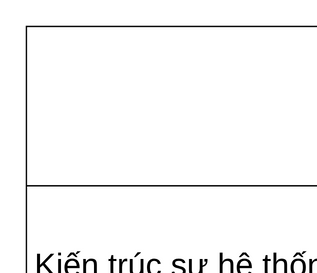 Kiến trúc sư hệ